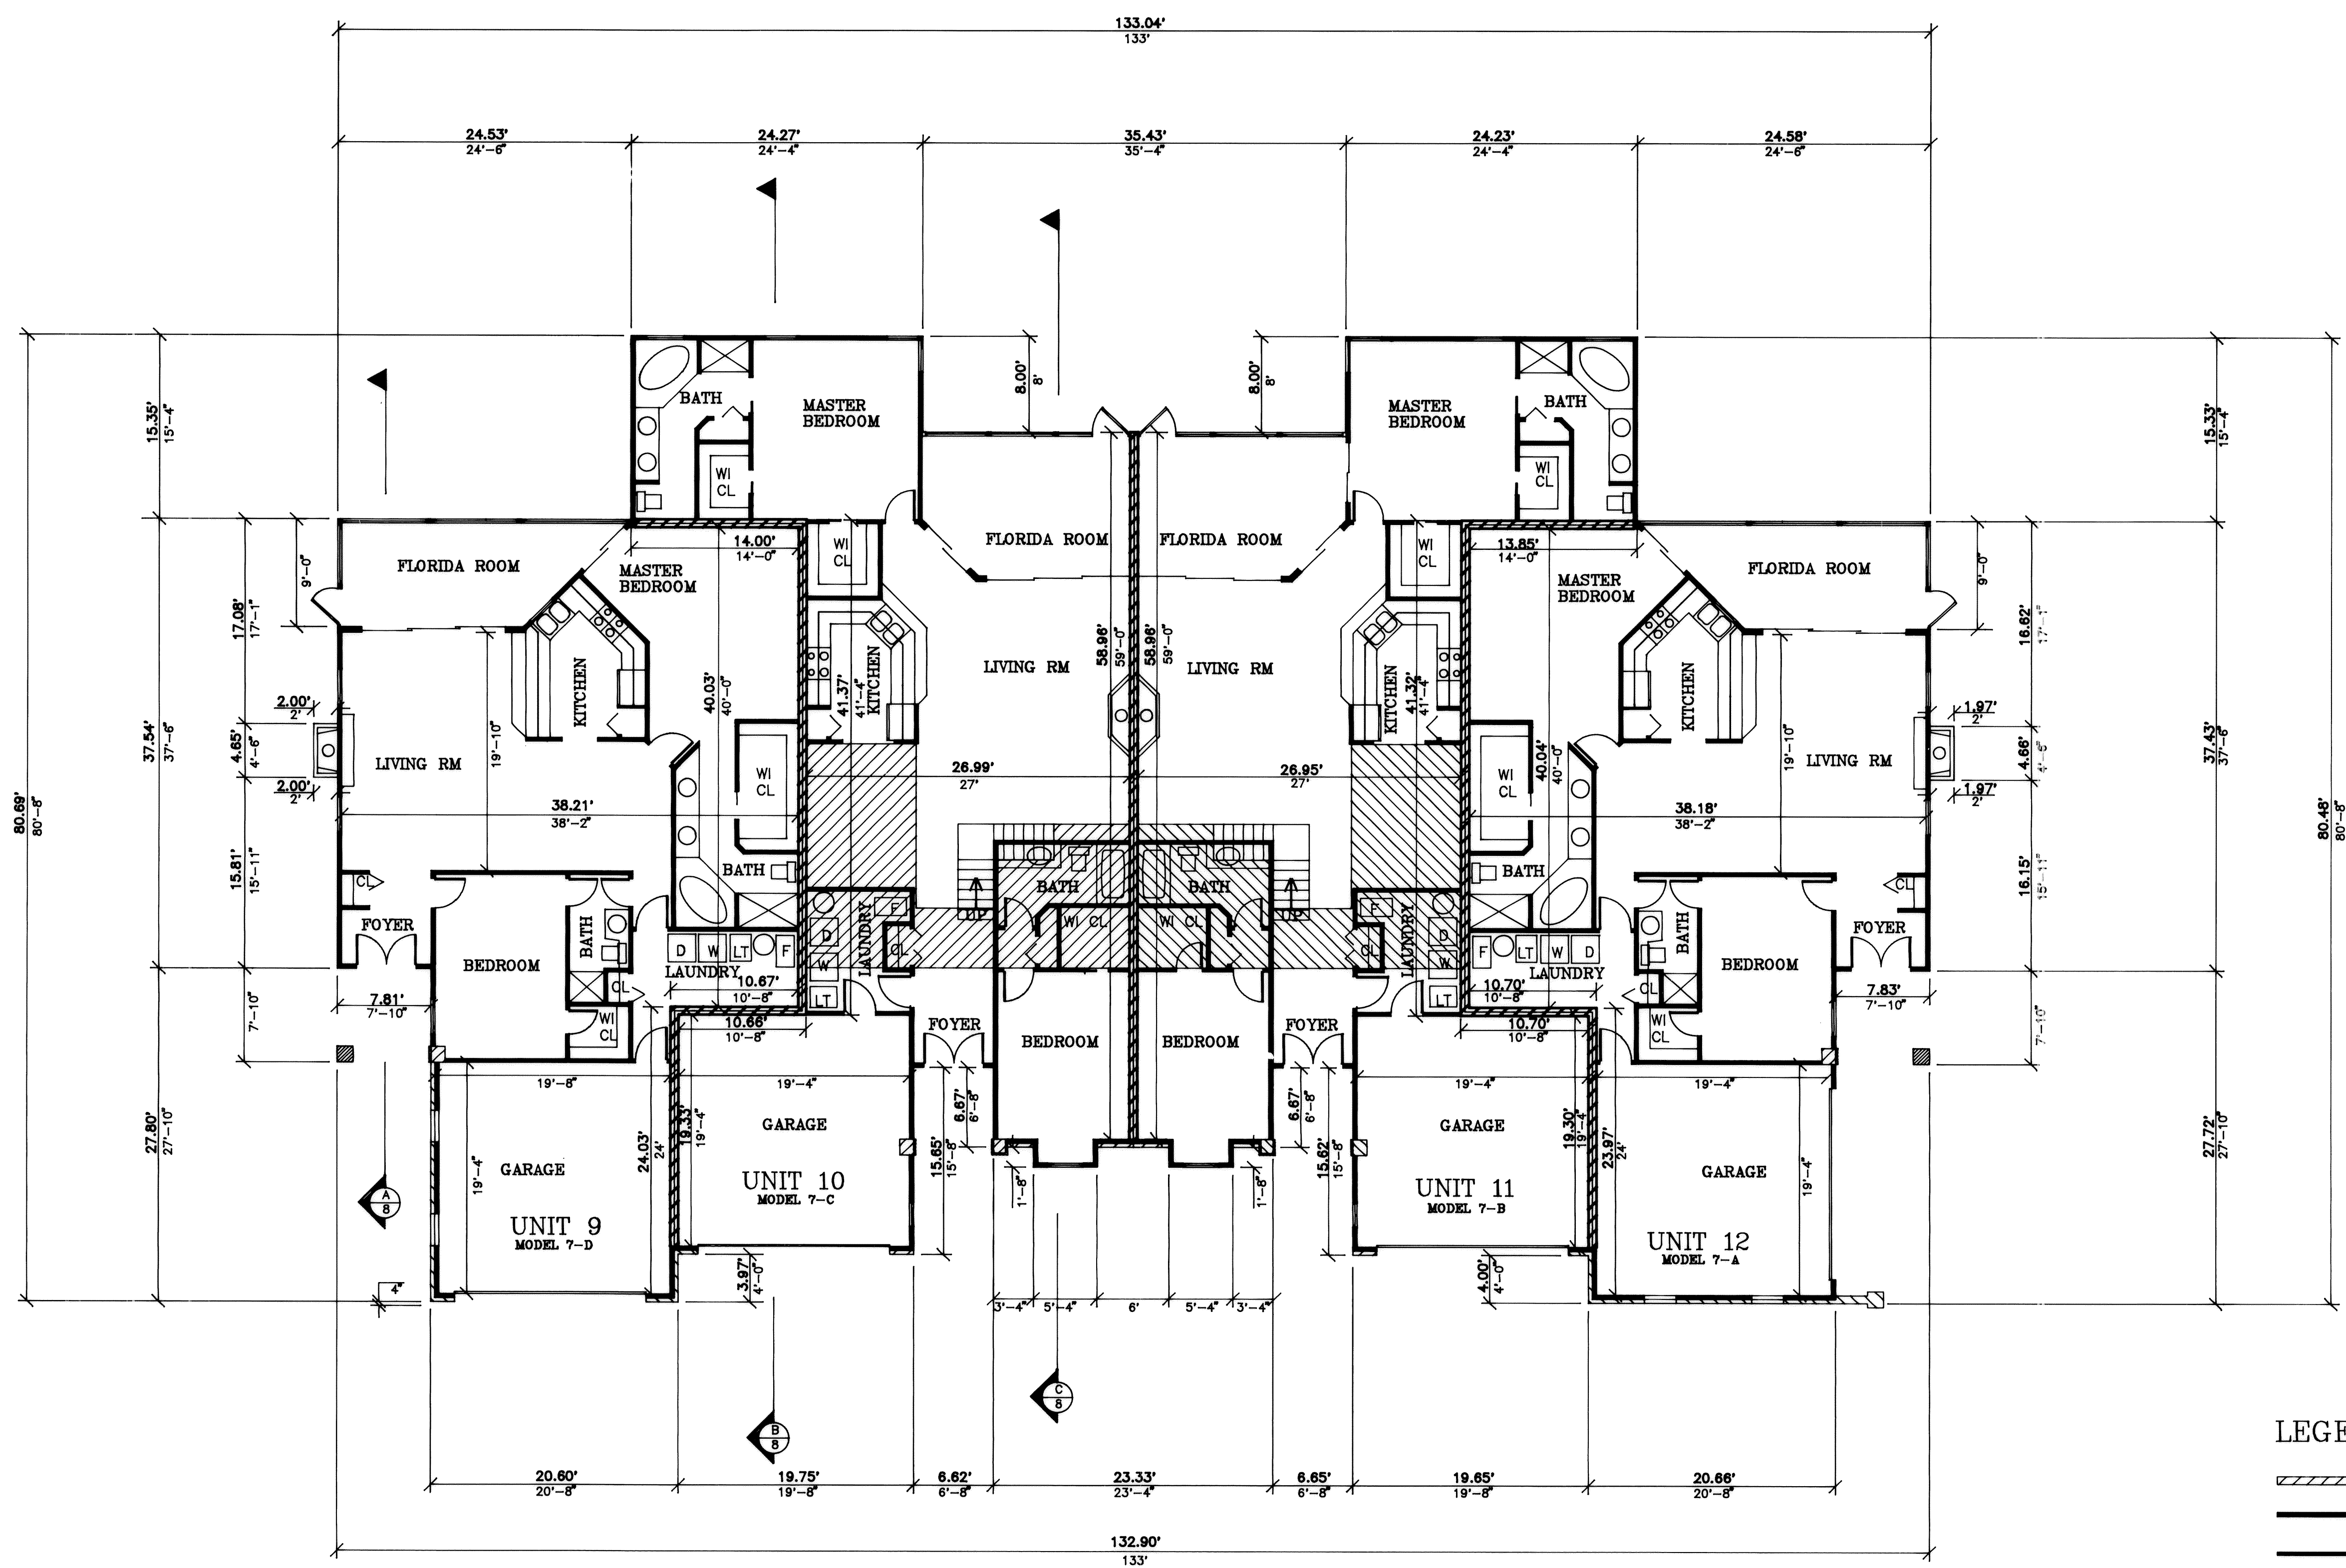 133.04'
133'
24.53'
24'-6"
24.27'
24'-4"
35.43'
35'-4"
24.23'
24'-4"
24.58'
24'-6"
80.69'
80'-8"
15.35'
15'-4"
37.54'
37'-6"
27.80'
27'-10"
17.08'
17'-1"
9'-0"
2.00'
2'
4.65'
4'-6"
2.00'
2'
15.81'
15'-11"
7'-10"
4"
FLORIDA ROOM
LIVING RM
19'-10"
KITCHEN
MASTER
BEDROOM
14.00'
14'-0"
40.03'
40'-0"
38.21'
38'-2"
WI
CL
BATH
CL
FOYER
7.81'
7'-10"
BEDROOM
BATH
CL
WI
CL
D
W
LT
F
LAUNDRY
10.67'
10'-8"
10.66'
10'-8"
19'-8"
19'-4"
24.03'
24'
GARAGE
UNIT 9
MODEL 7-D
BATH
WI
CL
MASTER
BEDROOM
8.00'
8'
FLORIDA ROOM
WI
CL
KITCHEN
41.37'
41'-4"
LIVING RM
58.96'
59'-0"
26.99'
27'
UP
BATH
WI CL
LAUNDRY
F
D
W
LT
CL
FOYER
BEDROOM
19'-4"
19.33'
19'-4"
GARAGE
UNIT 10
MODEL 7-C
3.97'
4'-0"
15.65'
15'-8"
6.67'
6'-8"
1'-8"
8.00'
8'
MASTER
BEDROOM
BATH
WI
CL
FLORIDA ROOM
WI
CL
KITCHEN
41.32'
41'-4"
LIVING RM
58.96'
59'-0"
26.95'
27'
UP
BATH
WI CL
LAUNDRY
F
D
W
LT
CL
FOYER
BEDROOM
6.67'
6'-8"
15.62'
15'-8"
1'-8"
19'-4"
19.30'
19'-4"
GARAGE
UNIT 11
MODEL 7-B
4.00'
4'-0"
13.85'
14'-0"
MASTER
BEDROOM
FLORIDA ROOM
9'-0"
KITCHEN
40.04'
40'-0"
19'-10"
LIVING RM
38.18'
38'-2"
WI
CL
BATH
F
LT
W
D
LAUNDRY
10.70'
10'-8"
10.70'
10'-8"
BATH
CL
WI
CL
BEDROOM
CL
FOYER
7.83'
7'-10"
19'-4"
23.97'
24'
19'-4"
GARAGE
UNIT 12
MODEL 7-A
16.62'
17'-1"
1.97'
2'
4.66'
4'-6"
1.97'
2'
16.15'
15'-11"
7'-10"
15.33'
15'-4"
37.43'
37'-6"
27.72'
27'-10"
80.48'
80'-8"
A
8
B
8
C
8
3'-4"
5'-4"
6'
5'-4"
3'-4"
20.60'
20'-8"
19.75'
19'-8"
6.62'
6'-8"
23.33'
23'-4"
6.65'
6'-8"
19.65'
19'-8"
20.66'
20'-8"
132.90'
133'
LEGE